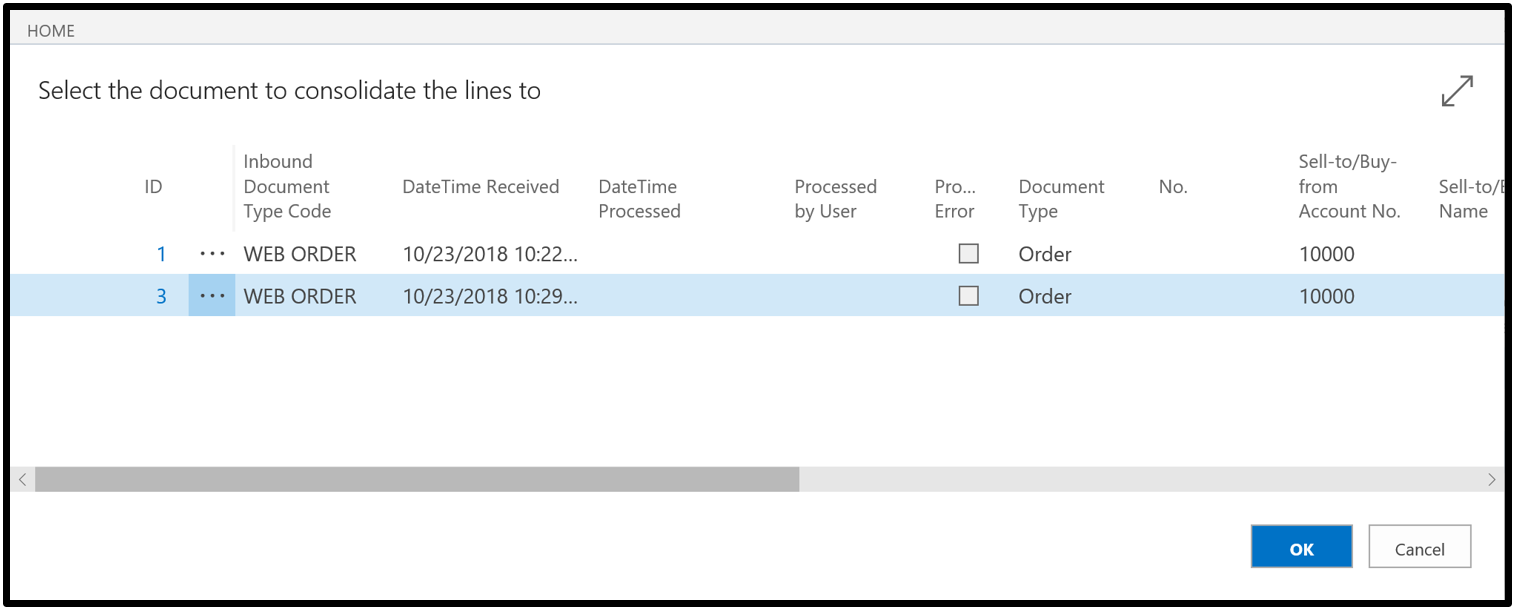 HOME
Select the document to consolidate the lines to
ID
Inbound
Document
Type Code
DateTime Received
DateTime
Processed
Processed
by User
Pro...
Error
Document
Type
No.
Sell-to/Buy-
from
Account No.
Sell-to/B
Name
1 ··· WEB ORDER 10/23/2018 10:22... Order 10000
3 ··· WEB ORDER 10/23/2018 10:29... Order 10000
OK Cancel